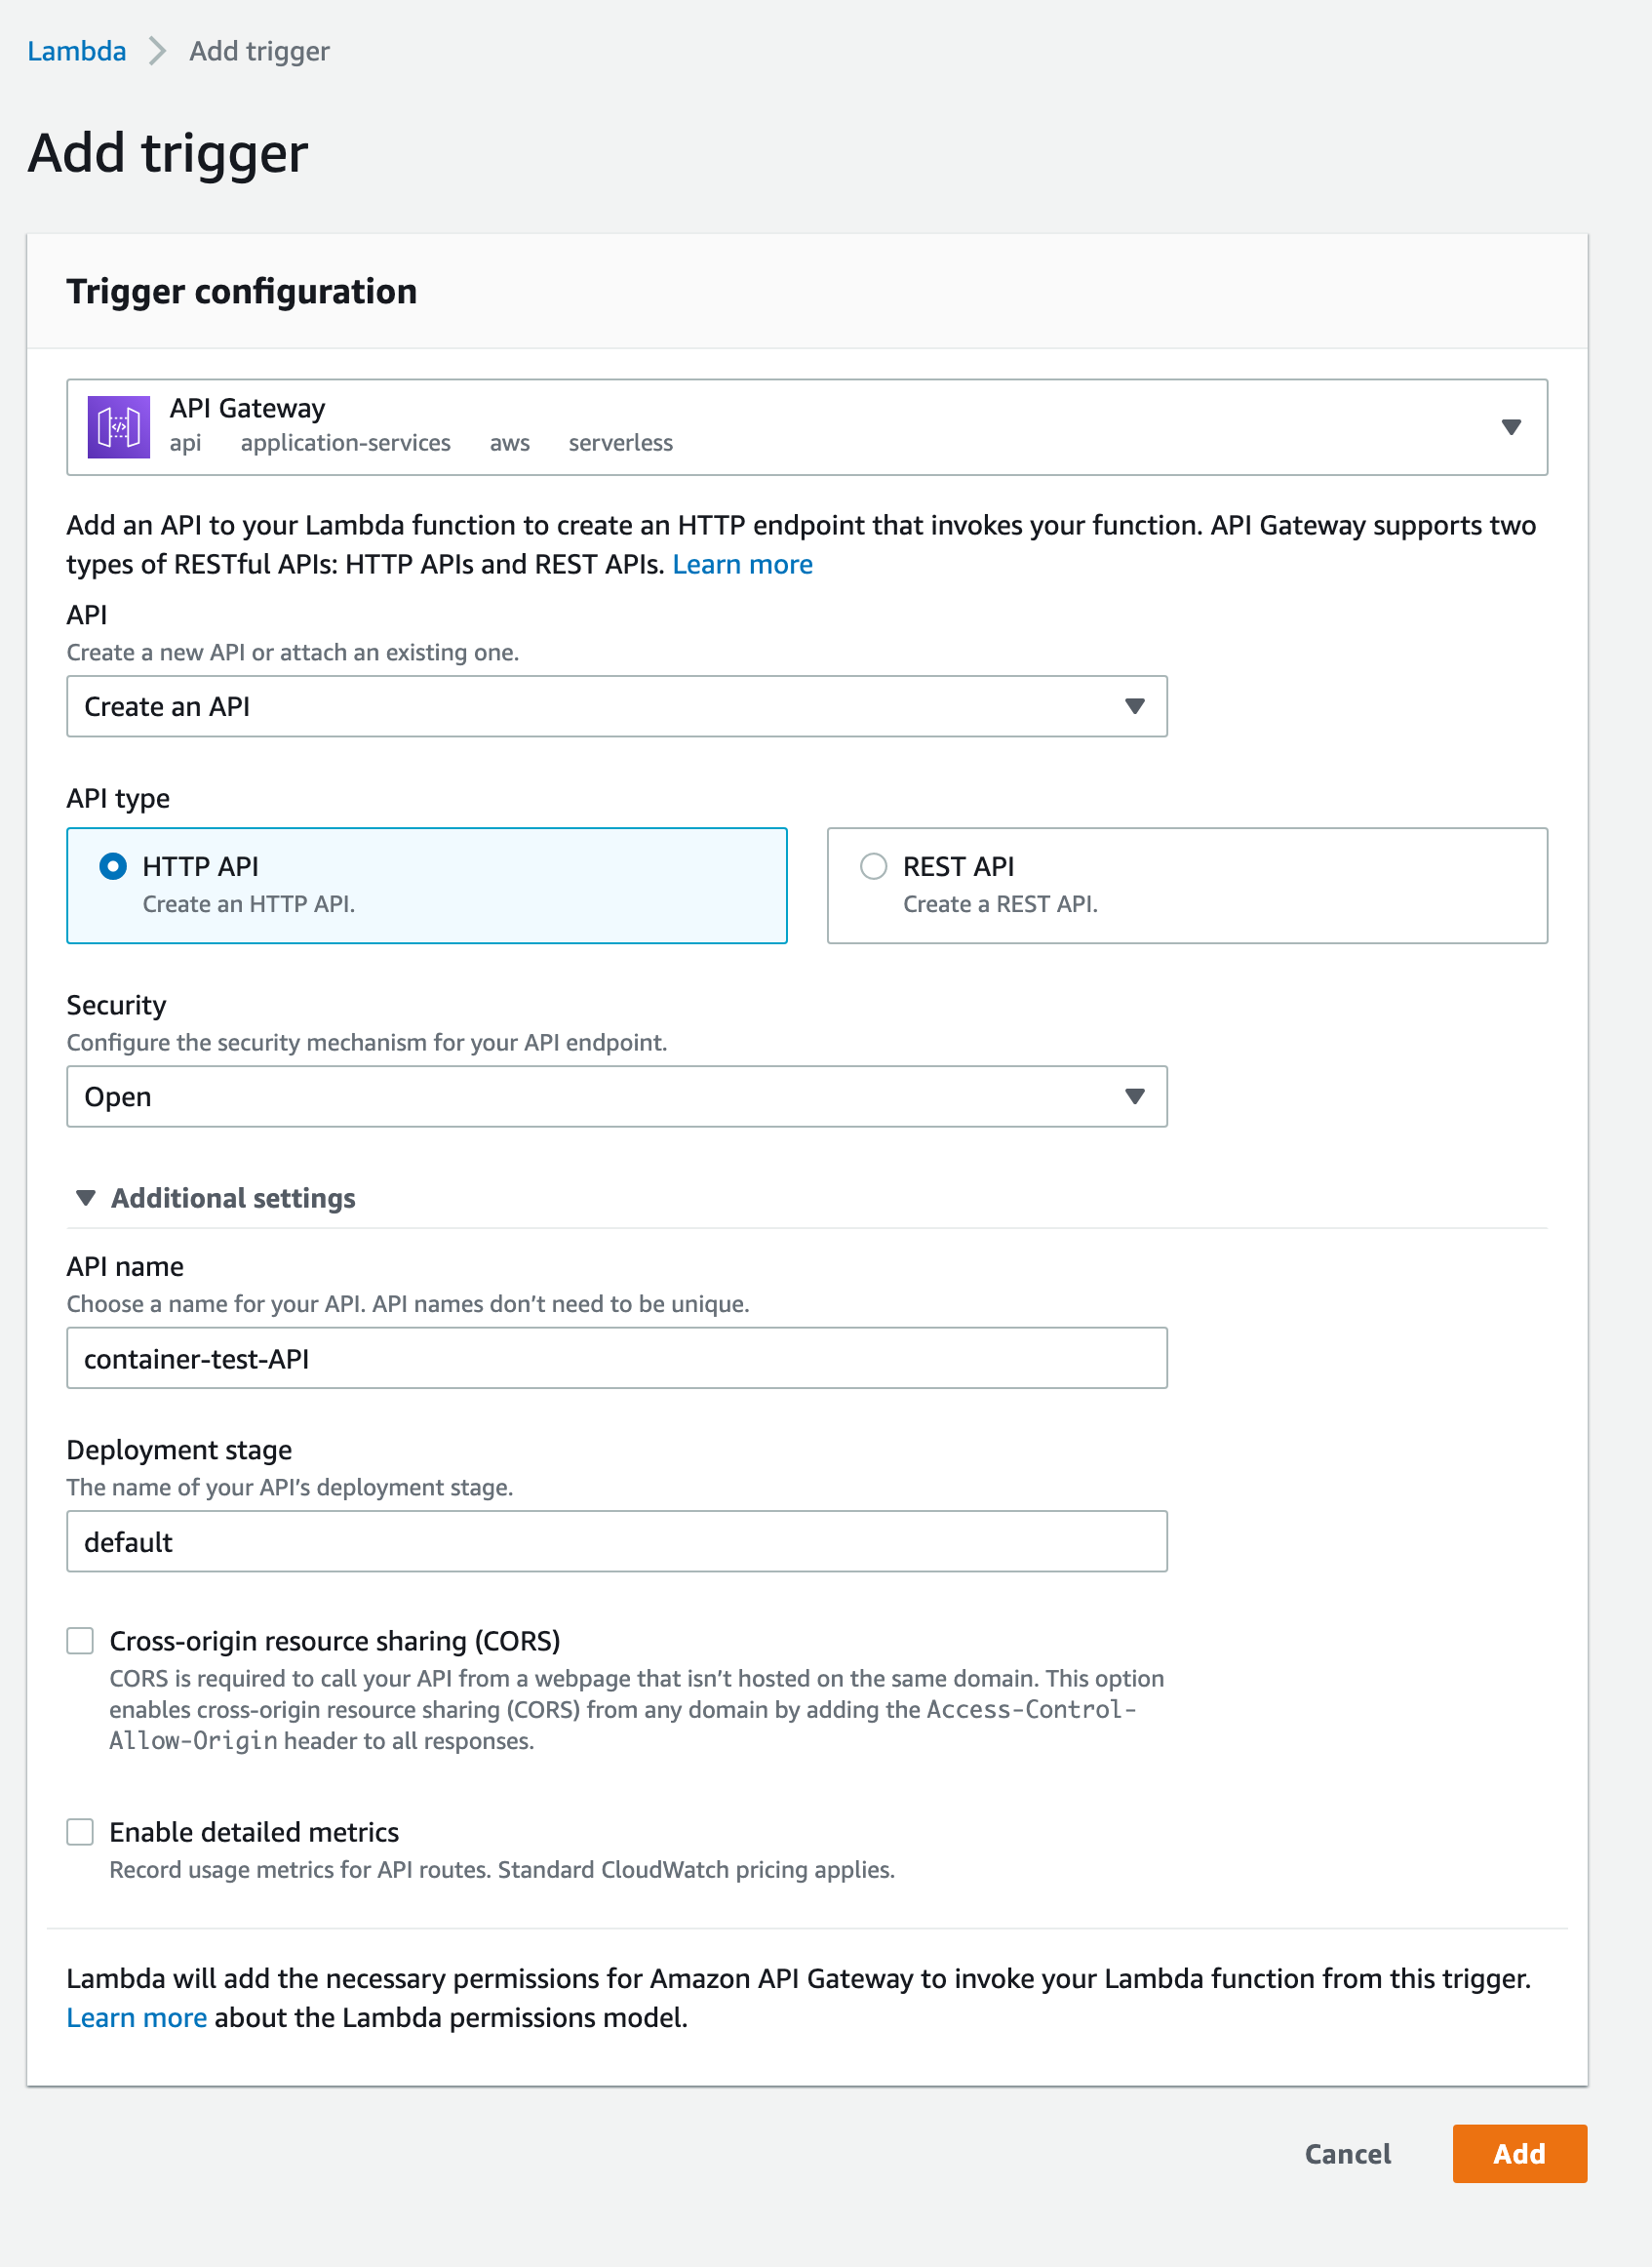 Lambda > Add trigger
Add trigger
Trigger configuration
API Gateway
api application-services aws serverless
Add an API to your Lambda function to create an HTTP endpoint that invokes your function. API Gateway supports two
types of RESTful APIs: HTTP APIs and REST APIs. Learn more
API
Create a new API or attach an existing one.
Create an API
API type
HTTP API
Create an HTTP API.
REST API
Create a REST API.
Security
Configure the security mechanism for your API endpoint.
Open
Additional settings
API name
Choose a name for your API. API names don’t need to be unique.
container-test-API
Deployment stage
The name of your API’s deployment stage.
default
Cross-origin resource sharing (CORS)
CORS is required to call your API from a webpage that isn’t hosted on the same domain. This option
enables cross-origin resource sharing (CORS) from any domain by adding the Access-Control-
Allow-Origin header to all responses.
Enable detailed metrics
Record usage metrics for API routes. Standard CloudWatch pricing applies.
Lambda will add the necessary permissions for Amazon API Gateway to invoke your Lambda function from this trigger.
Learn more about the Lambda permissions model.
Cancel
Add